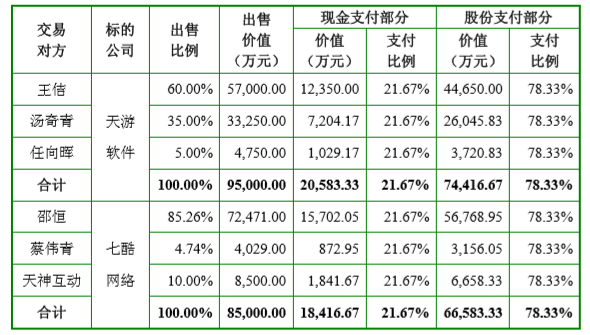 交易对方 标的公司 出售比例 出售价值（万元） 现金支付部分 股份支付部分
价值（万元） 支付比例 价值（万元） 支付比例
王佶 天游软件 60.00% 57,000.00 12,350.00 21.67% 44,650.00 78.33%
汤奇青 35.00% 33,250.00 7,204.17 21.67% 26,045.83 78.33%
任向晖 5.00% 4,750.00 1,029.17 21.67% 3,720.83 78.33%
合计 100.00% 95,000.00 20,583.33 21.67% 74,416.67 78.33%
邵恒 七酷网络 85.26% 72,471.00 15,702.05 21.67% 56,768.95 78.33%
蔡伟青 4.74% 4,029.00 872.95 21.67% 3,156.05 78.33%
天神互动 10.00% 8,500.00 1,841.67 21.67% 6,658.33 78.33%
合计 100.00% 85,000.00 18,416.67 21.67% 66,583.33 78.33%